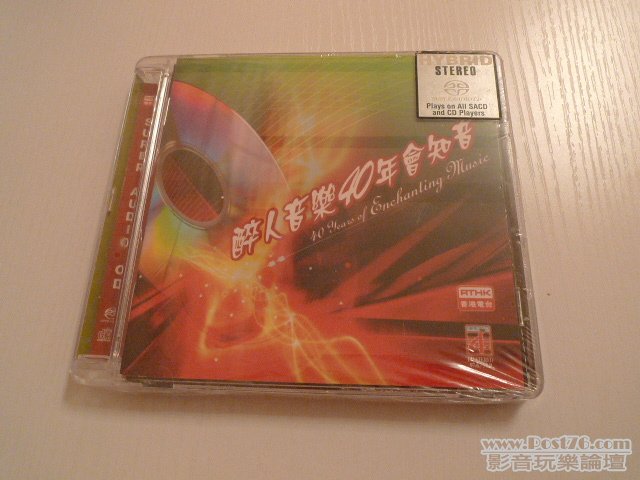 HYBRID
STEREO
Plays on All SACD
and CD Players
SUPER AUDIO CD
醉人音樂40年會知音
40 Years of Enchanting Music
RTHK
香港電台
www.Post76.com
影音玩樂論壇